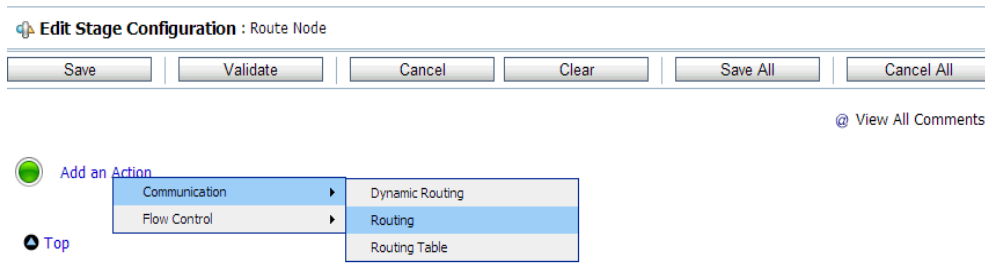 Edit Stage Configuration : Route Node
Save Validate Cancel Clear Save All Cancel All
@ View All Comments
Add an Action
Communication Dynamic Routing
Flow Control Routing
Top Routing Table